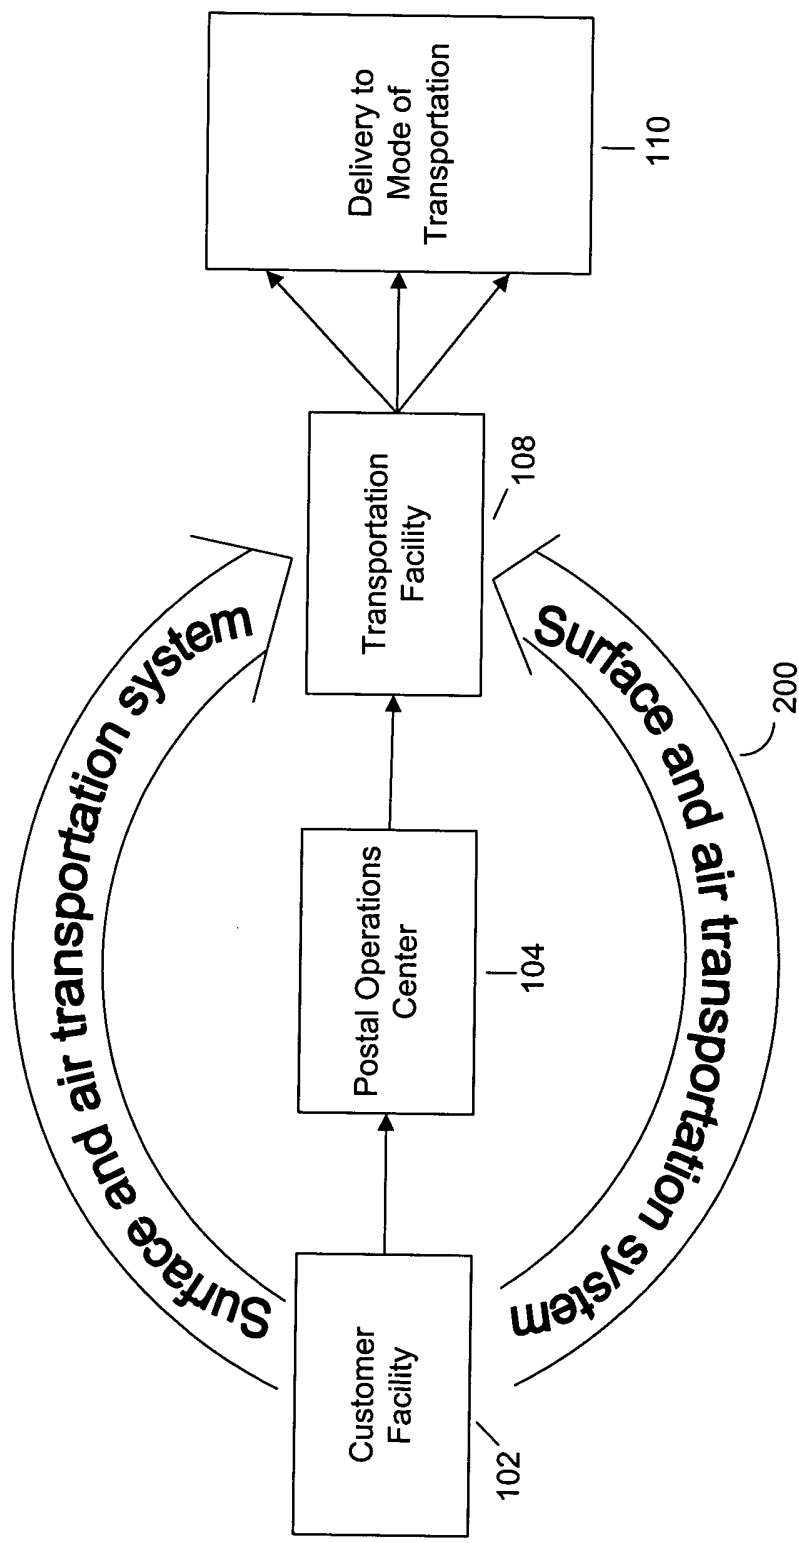 Surface and air transportation system
Customer
Facility
102
Postal Operations
Center
104
Transportation
Facility
108
Delivery to
Mode of
Transportation
110
Surface and air transportation
system
200